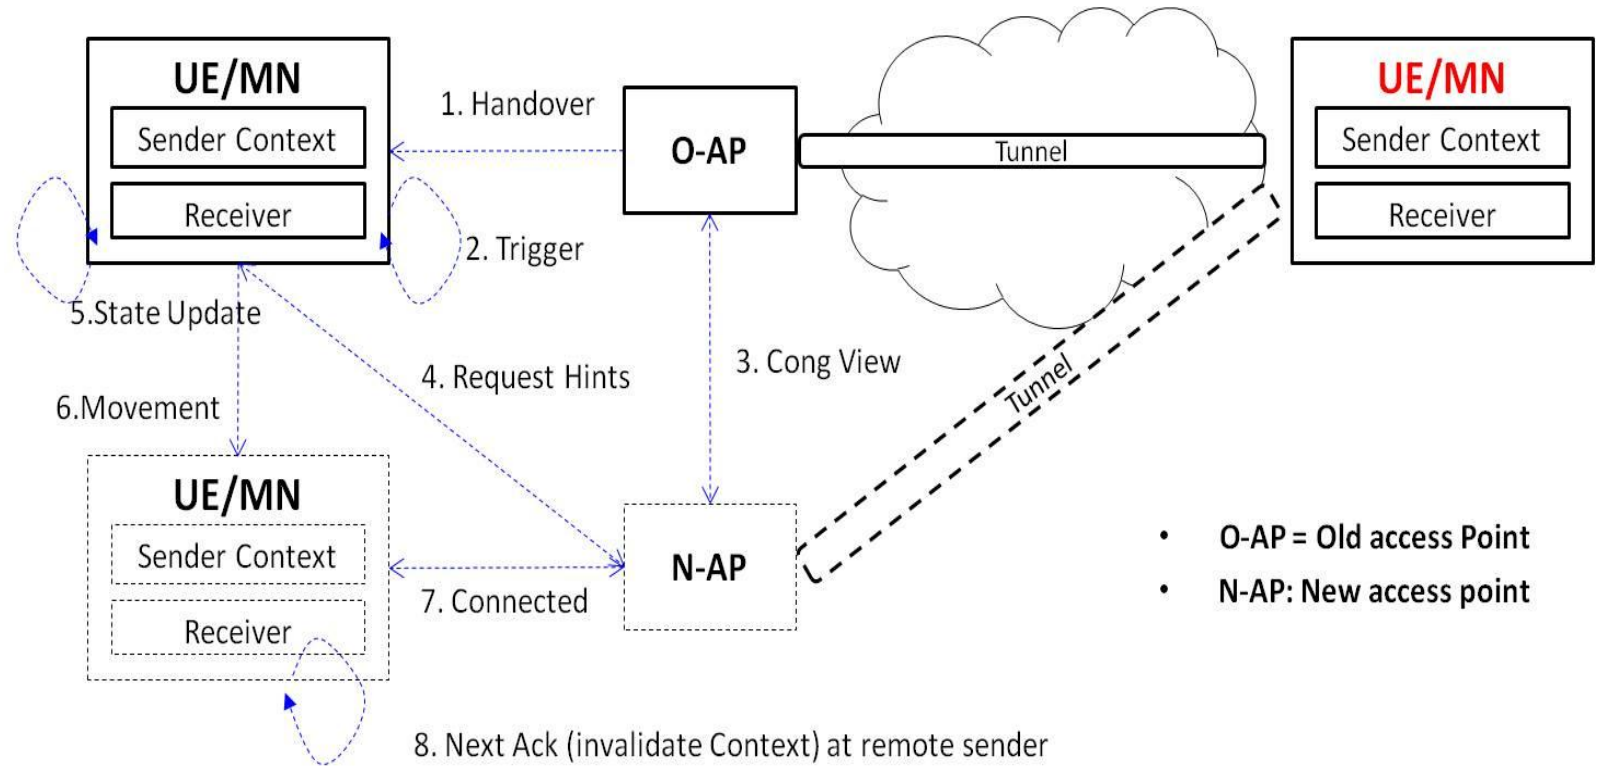 UE/MN
Sender Context
Receiver
1. Handover
O-AP
Tunnel
UE/MN
Sender Context
Receiver
2. Trigger
5.State Update
3. Cong View
4. Request Hints
6.Movement
Tunnel
UE/MN
Sender Context
Receiver
7. Connected
N-AP
• O-AP = Old access Point
• N-AP: New access point
8. Next Ack (invalidate Context) at remote sender